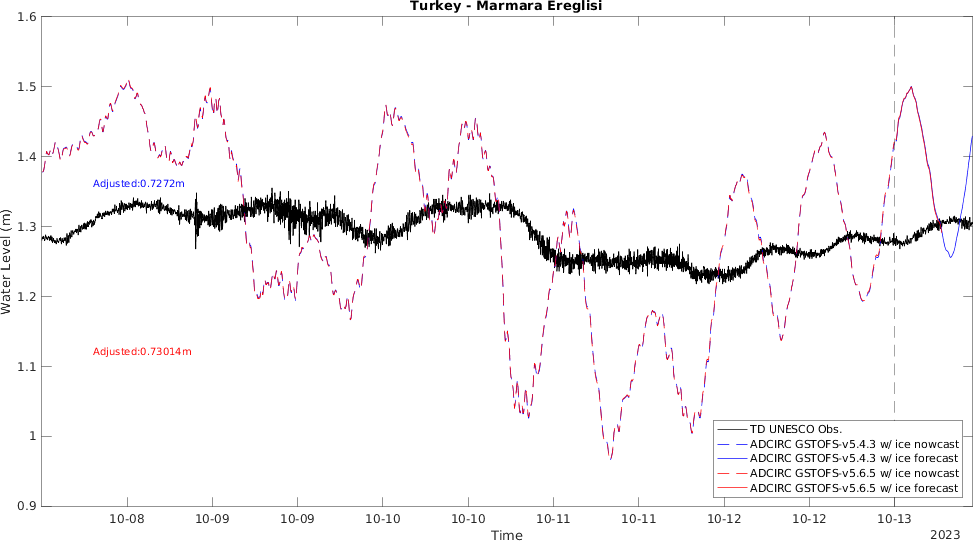 Turkey - Marmara Ereglisi
1.6
1.5
1.4
1.3
1.2
1.1
1
0.9
Water Level (m)
Adjusted:0.7272m
Adjusted:0.73014m
TD UNESCO Obs.
ADCIRC GSTOFS-v5.4.3 w/ ice nowcast
ADCIRC GSTOFS-v5.4.3 w/ ice forecast
ADCIRC GSTOFS-v5.6.5 w/ ice nowcast
ADCIRC GSTOFS-v5.6.5 w/ ice forecast
10-08 10-09 10-09 10-10 10-10 10-11 10-11 10-12 10-12 10-13
Time
2023